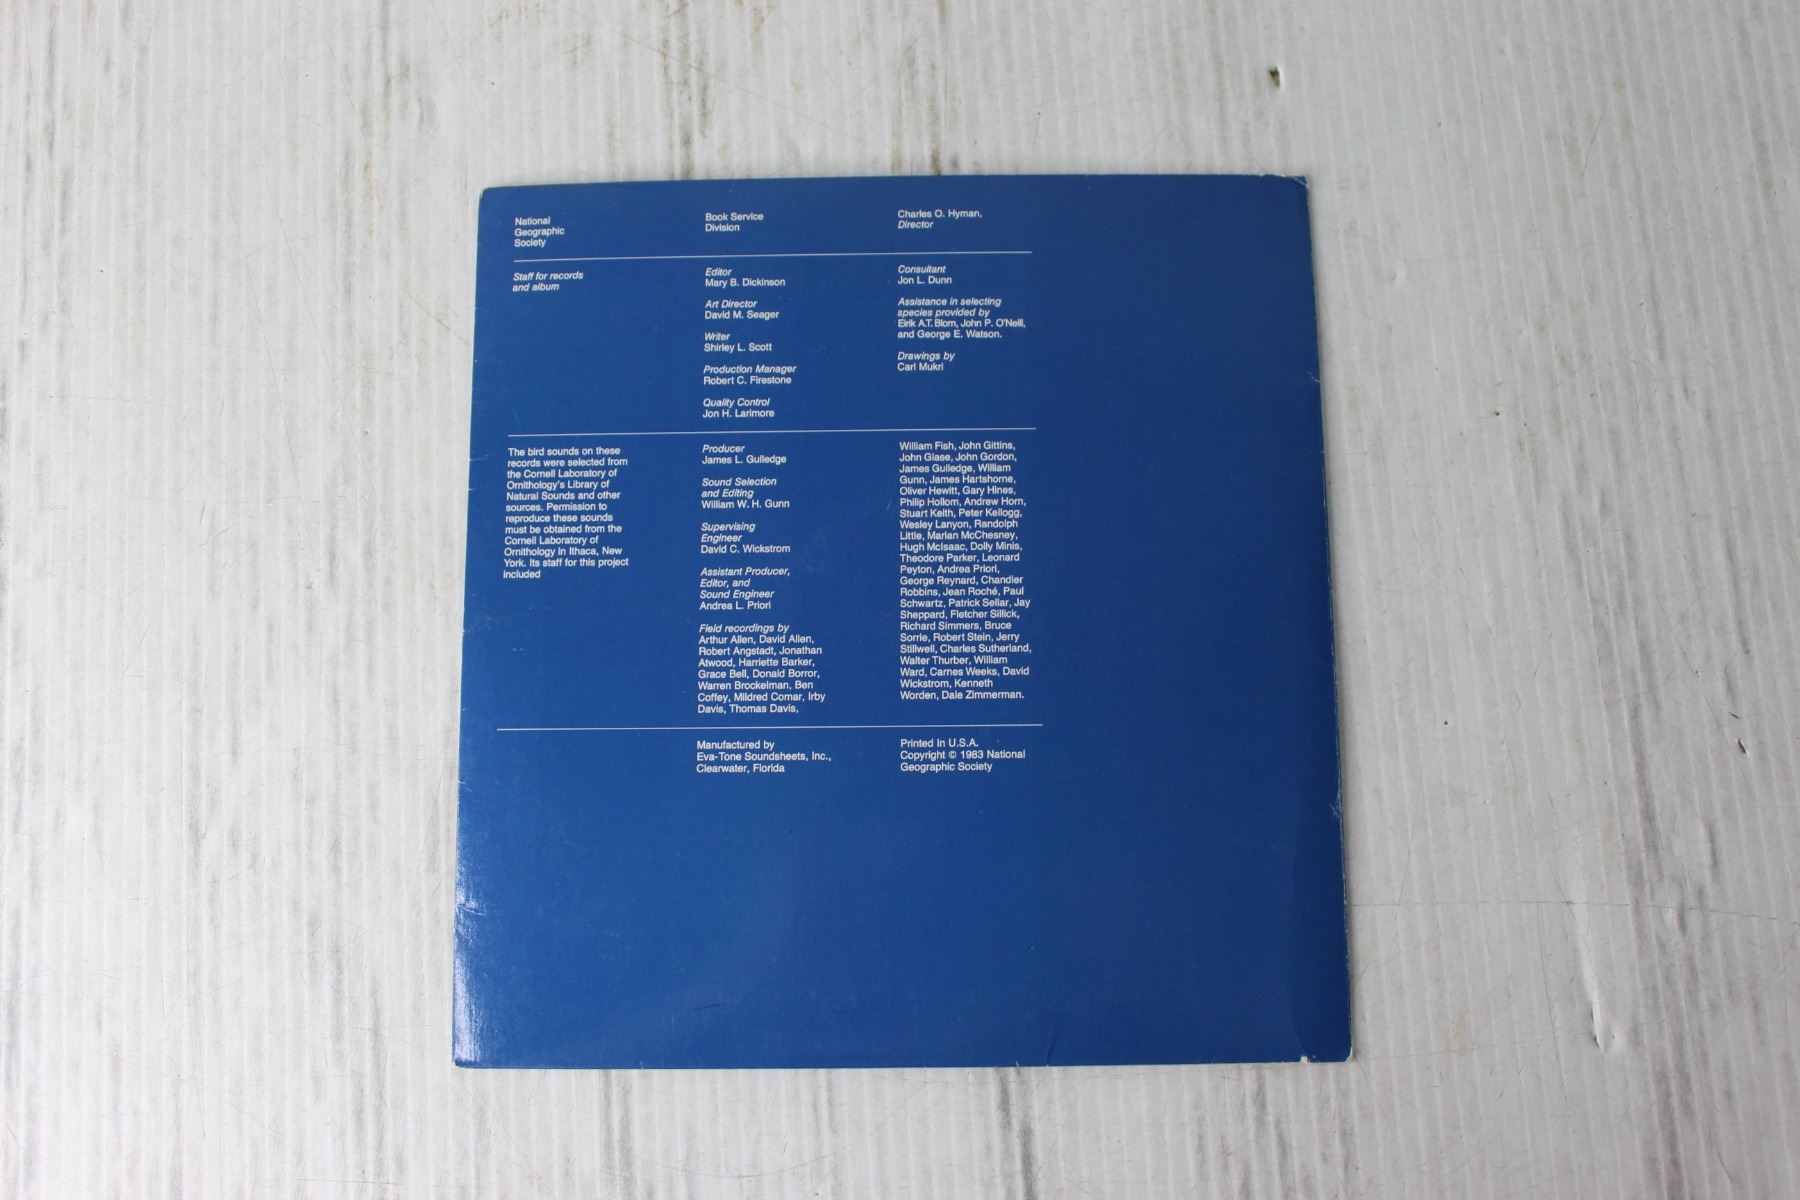 National
Geographic
Society
Book Service
Division
Charles O. Hyman,
Director
Staff for records
and album
Editor
Mary B. Dickinson
Art Director
David M. Seager
Writer
Shirley L. Scott
Production Manager
Robert C. Firestone
Quality Control
Jon H. Larimore
Consultant
Jon L. Dunn
Assistance in selecting
species provided by
Eirik A.T. Blom, John P. O'Neill,
and George E. Watson.
Drawings by
Carl Mukri
The bird sounds on these
records were selected from
the Cornell Laboratory of
Ornithology's Library of
Natural Sounds and other
sources. Permission to
reproduce these sounds
must be obtained from the
Cornell Laboratory of
Ornithology in Ithaca, New
York. Its staff for this project
included
Producer
James L. Gulledge
Sound Selection
and Editing
William W. H. Gunn
Supervising
Engineer
David C. Wickstrom
Assistant Producer,
Editor, and
Sound Engineer
Andrea L. Priori
Field recordings by
Arthur Allen, David Allen,
Robert Angstadt, Jonathan
Atwood, Harriette Barker,
Grace Bell, Donald Borror,
Warren Brockelman, Ben
Coffey, Mildred Comar, Irby
Davis, Thomas Davis,
William Fish, John Gittins,
John Glase, John Gordon,
James Gulledge, William
Gunn, James Hartshorne,
Oliver Hewitt, Gary Hines,
Philip Hollom, Andrew Horn,
Stuart Keith, Peter Kellogg,
Wesley Lanyon, Randolph
Little, Marian McChesney,
Hugh McIsaac, Dolly Minis,
Theodore Parker, Leonard
Peyton, Andrea Priori,
George Reynard, Chandler
Robbins, Jean Roché, Paul
Schwartz, Patrick Sellar, Jay
Sheppard, Fletcher Sillick,
Richard Simmers, Bruce
Sorrie, Robert Stein, Jerry
Stillwell, Charles Sutherland,
Walter Thurber, William
Ward, Carnes Weeks, David
Wickstrom, Kenneth
Worden, Dale Zimmerman.
Manufactured by
Eva-Tone Soundsheets, Inc.,
Clearwater, Florida
Printed in U.S.A.
Copyright © 1983 National
Geographic Society